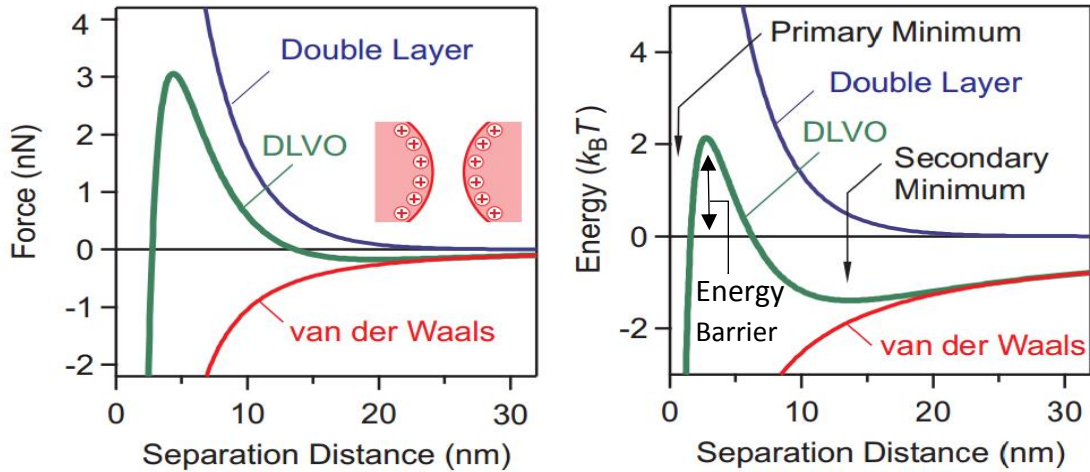 4
3
2
1
0
-1
-2
Force (nN)
Double Layer
DLVO
+
+
+
+
+
+
+
+
+
+
+
+
van der Waals
0
10
20
30
Separation Distance (nm)
4
2
0
-2
Energy (kBT)
Primary Minimum
Double Layer
DLVO
Secondary
Minimum
Energy
Barrier
van der Waals
0
10
20
30
Separation Distance (nm)